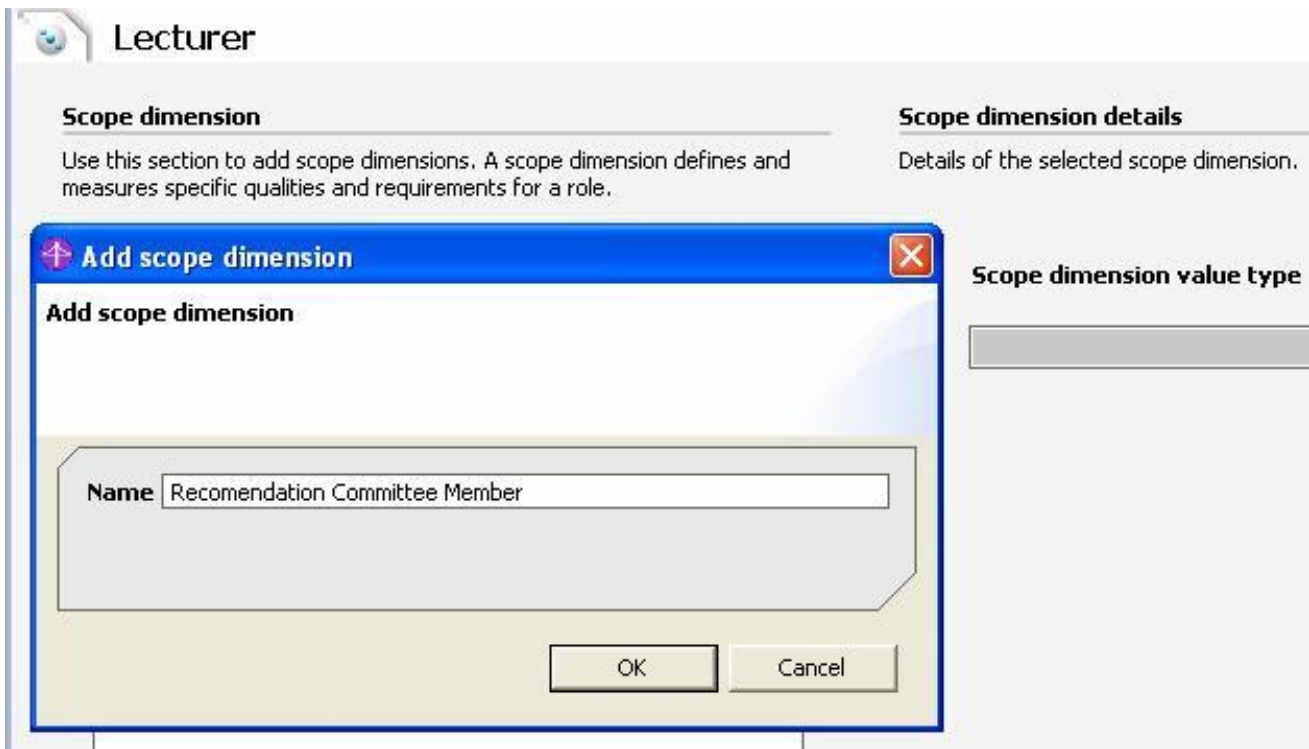 Lecturer
Scope dimension
Use this section to add scope dimensions. A scope dimension defines and
measures specific qualities and requirements for a role.
Scope dimension details
Details of the selected scope dimension.
Scope dimension value type
Add scope dimension
Add scope dimension
Name Recomendation Committee Member
OK Cancel